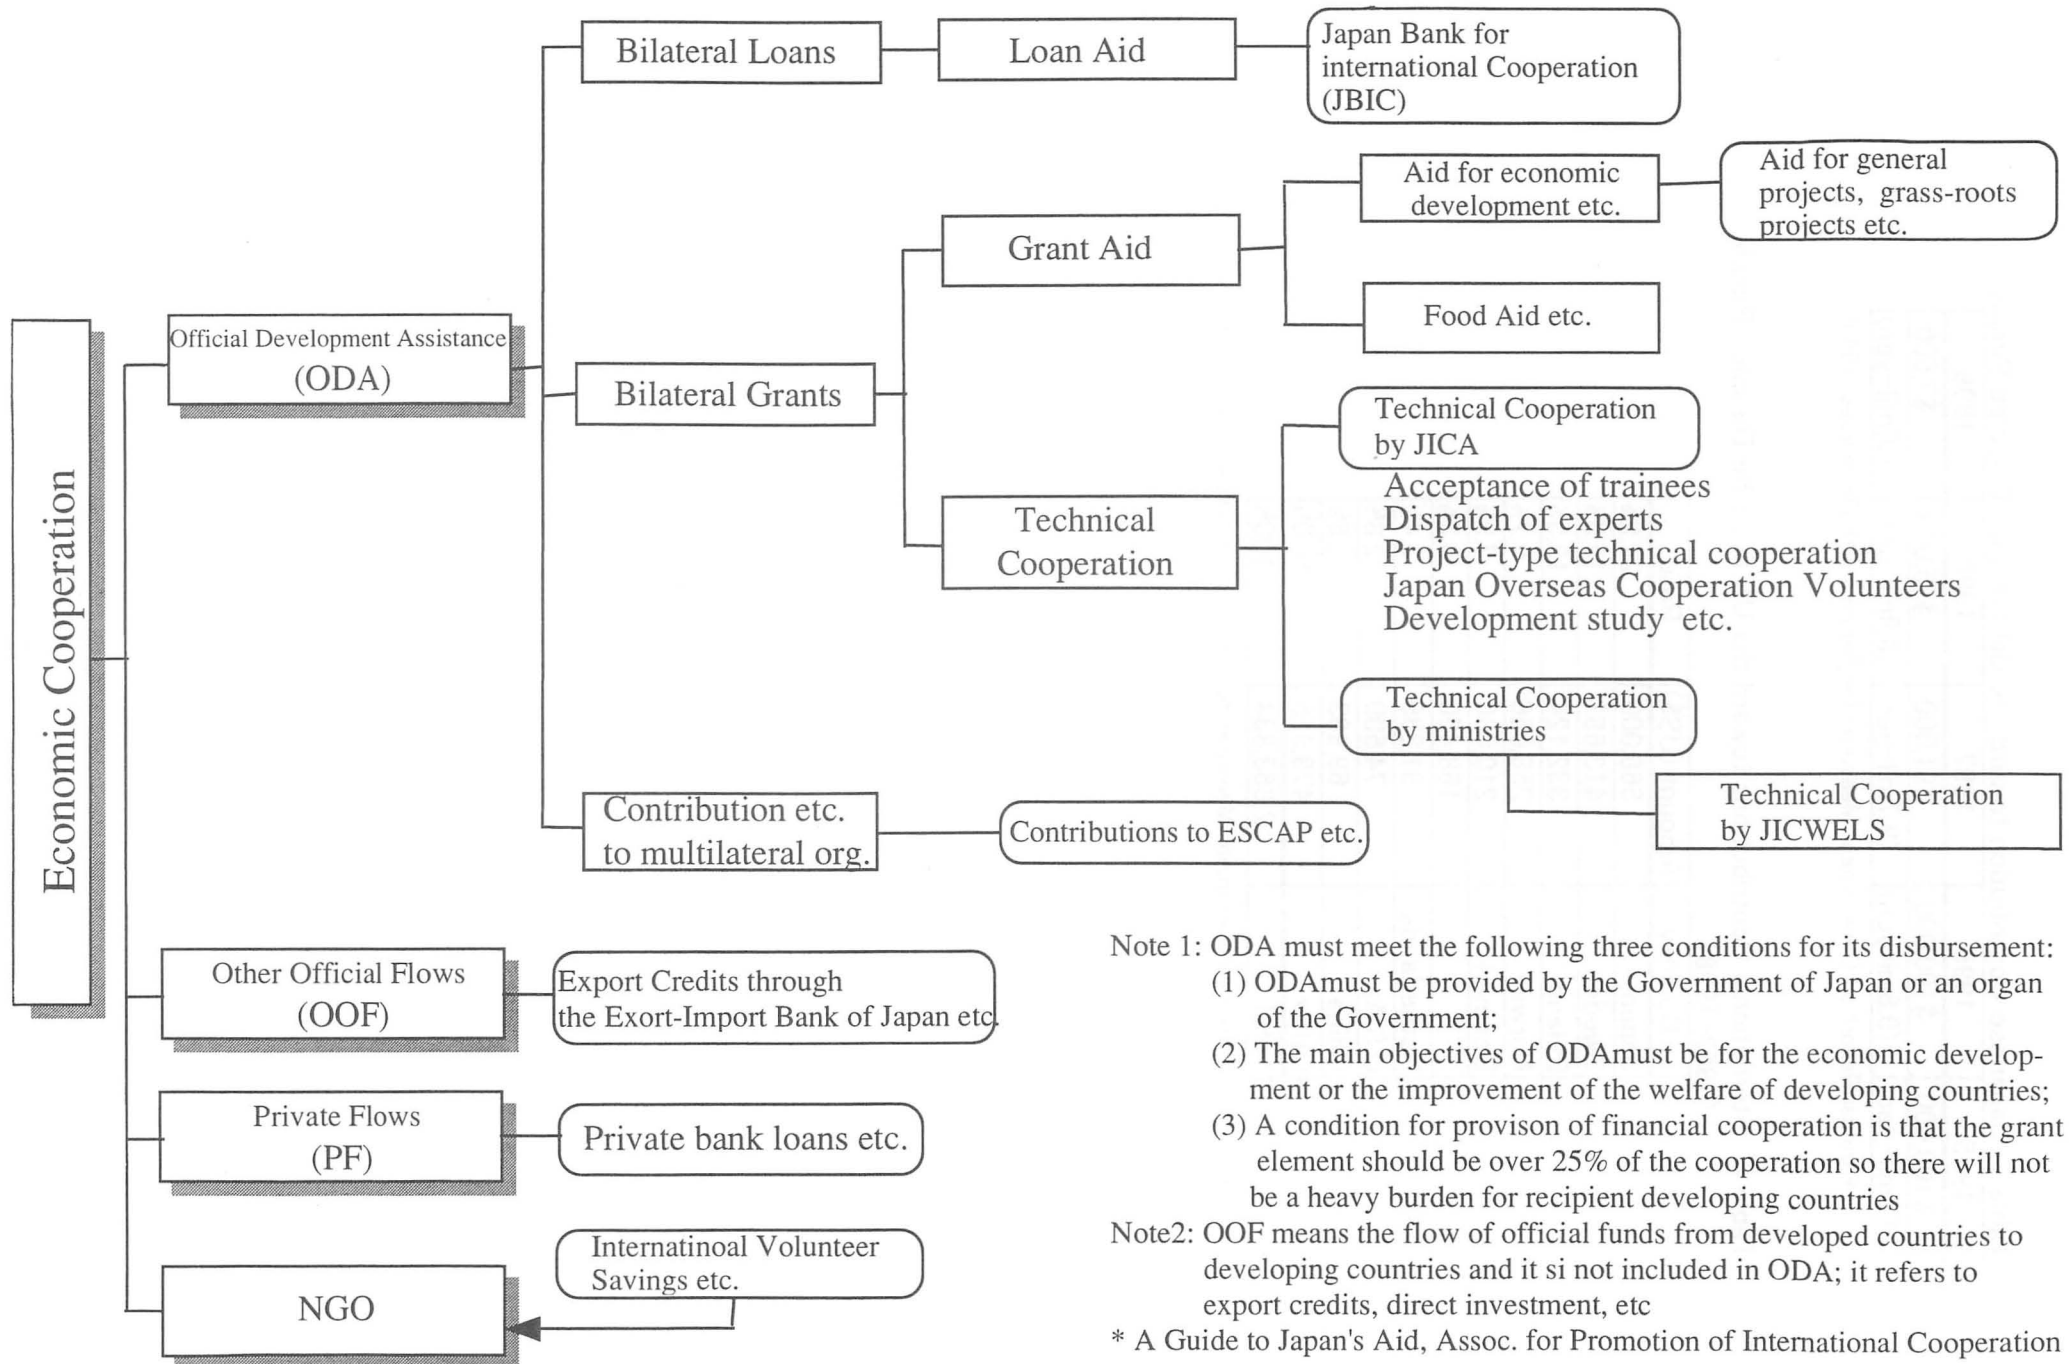 Economic Cooperation
Official Development Assistance
(ODA)
Bilateral Loans
Loan Aid
Japan Bank for
international Cooperation
(JBIC)
Bilateral Grants
Grant Aid
Aid for economic
development etc.
Aid for general
projects, grass-roots
projects etc.
Food Aid etc.
Technical
Cooperation
Technical Cooperation
by JICA
Acceptance of trainees
Dispatch of experts
Project-type technical cooperation
Japan Overseas Cooperation Volunteers
Development study etc.
Technical Cooperation
by ministries
Technical Cooperation
by JICWELS
Contribution etc.
to multilateral org.
Contributions to ESCAP etc.
Other Official Flows
(OOF)
Export Credits through
the Exort-Import Bank of Japan etc.
Private Flows
(PF)
Private bank loans etc.
NGO
Internatinoal Volunteer
Savings etc.
Note 1: ODA must meet the following three conditions for its disbursement:
(1) ODAmust be provided by the Government of Japan or an organ
of the Government;
(2) The main objectives of ODAmust be for the economic develop-
ment or the improvement of the welfare of developing countries;
(3) A condition for provison of financial cooperation is that the grant
element should be over 25% of the cooperation so there will not
be a heavy burden for recipient developing countries
Note2: OOF means the flow of official funds from developed countries to
developing countries and it si not included in ODA; it refers to
export credits, direct investment, etc
* A Guide to Japan's Aid, Assoc. for Promotion of International Cooperation